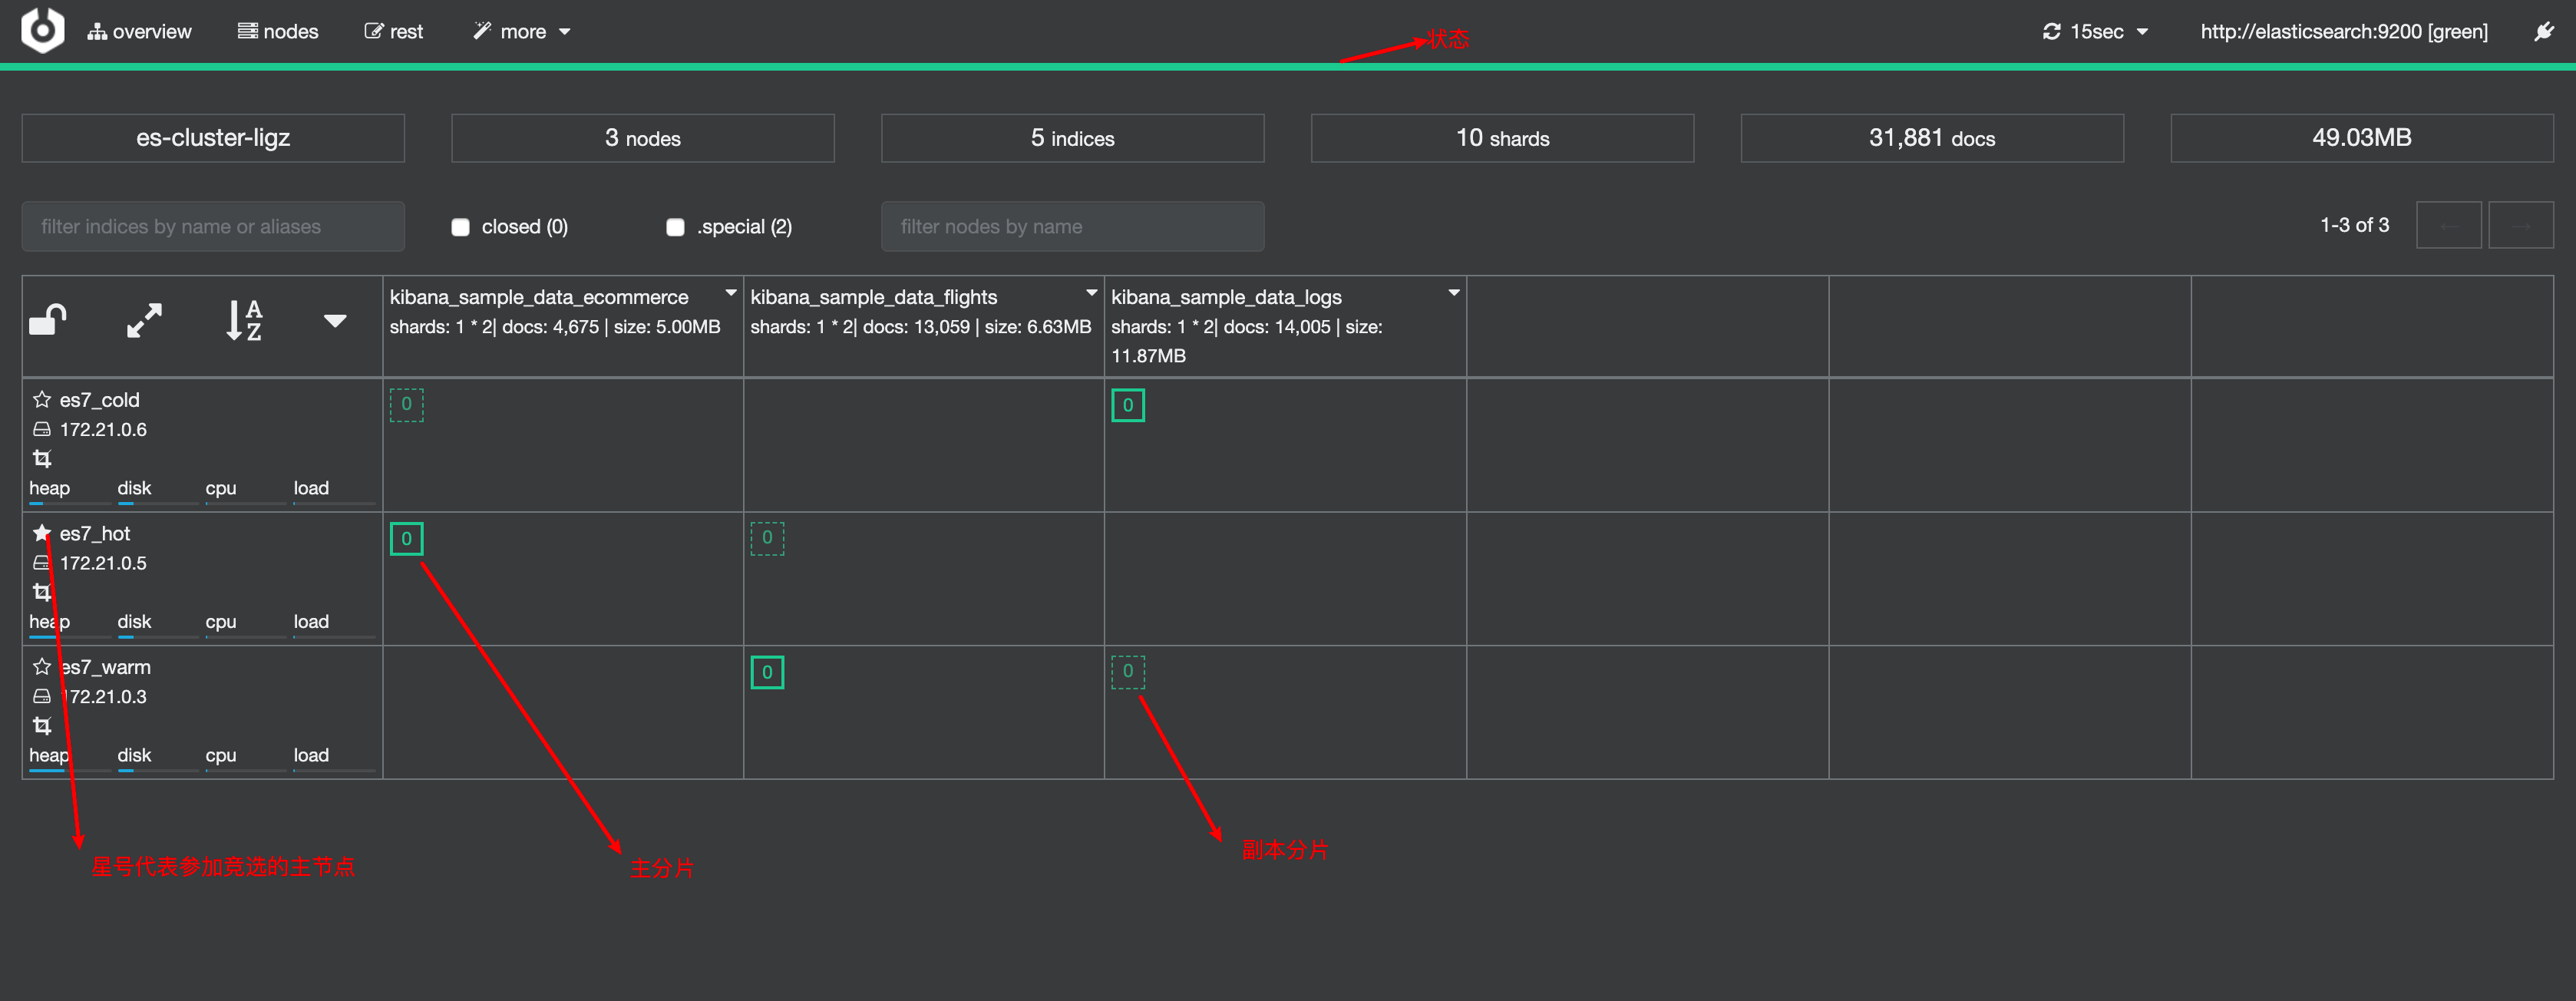 overview nodes rest more 状态 15sec http://elasticsearch:9200 [green]
es-cluster-ligz 3 nodes 5 indices 10 shards 31,881 docs 49.03MB
filter indices by name or aliases closed (0) .special (2) filter nodes by name 1-3 of 3
kibana_sample_data_ecommerce
shards: 1 * 2| docs: 4,675 | size: 5.00MB
kibana_sample_data_flights
shards: 1 * 2| docs: 13,059 | size: 6.63MB
kibana_sample_data_logs
shards: 1 * 2| docs: 14,005 | size:
11.87MB
A
Z
es7_cold 0 0
172.21.0.6
heap disk cpu load
es7_hot 0 0
172.21.0.5
heap disk cpu load
es7_warm 0 0
172.21.0.3
heap disk cpu load
星号代表参加竞选的主节点 主分片 副本分片